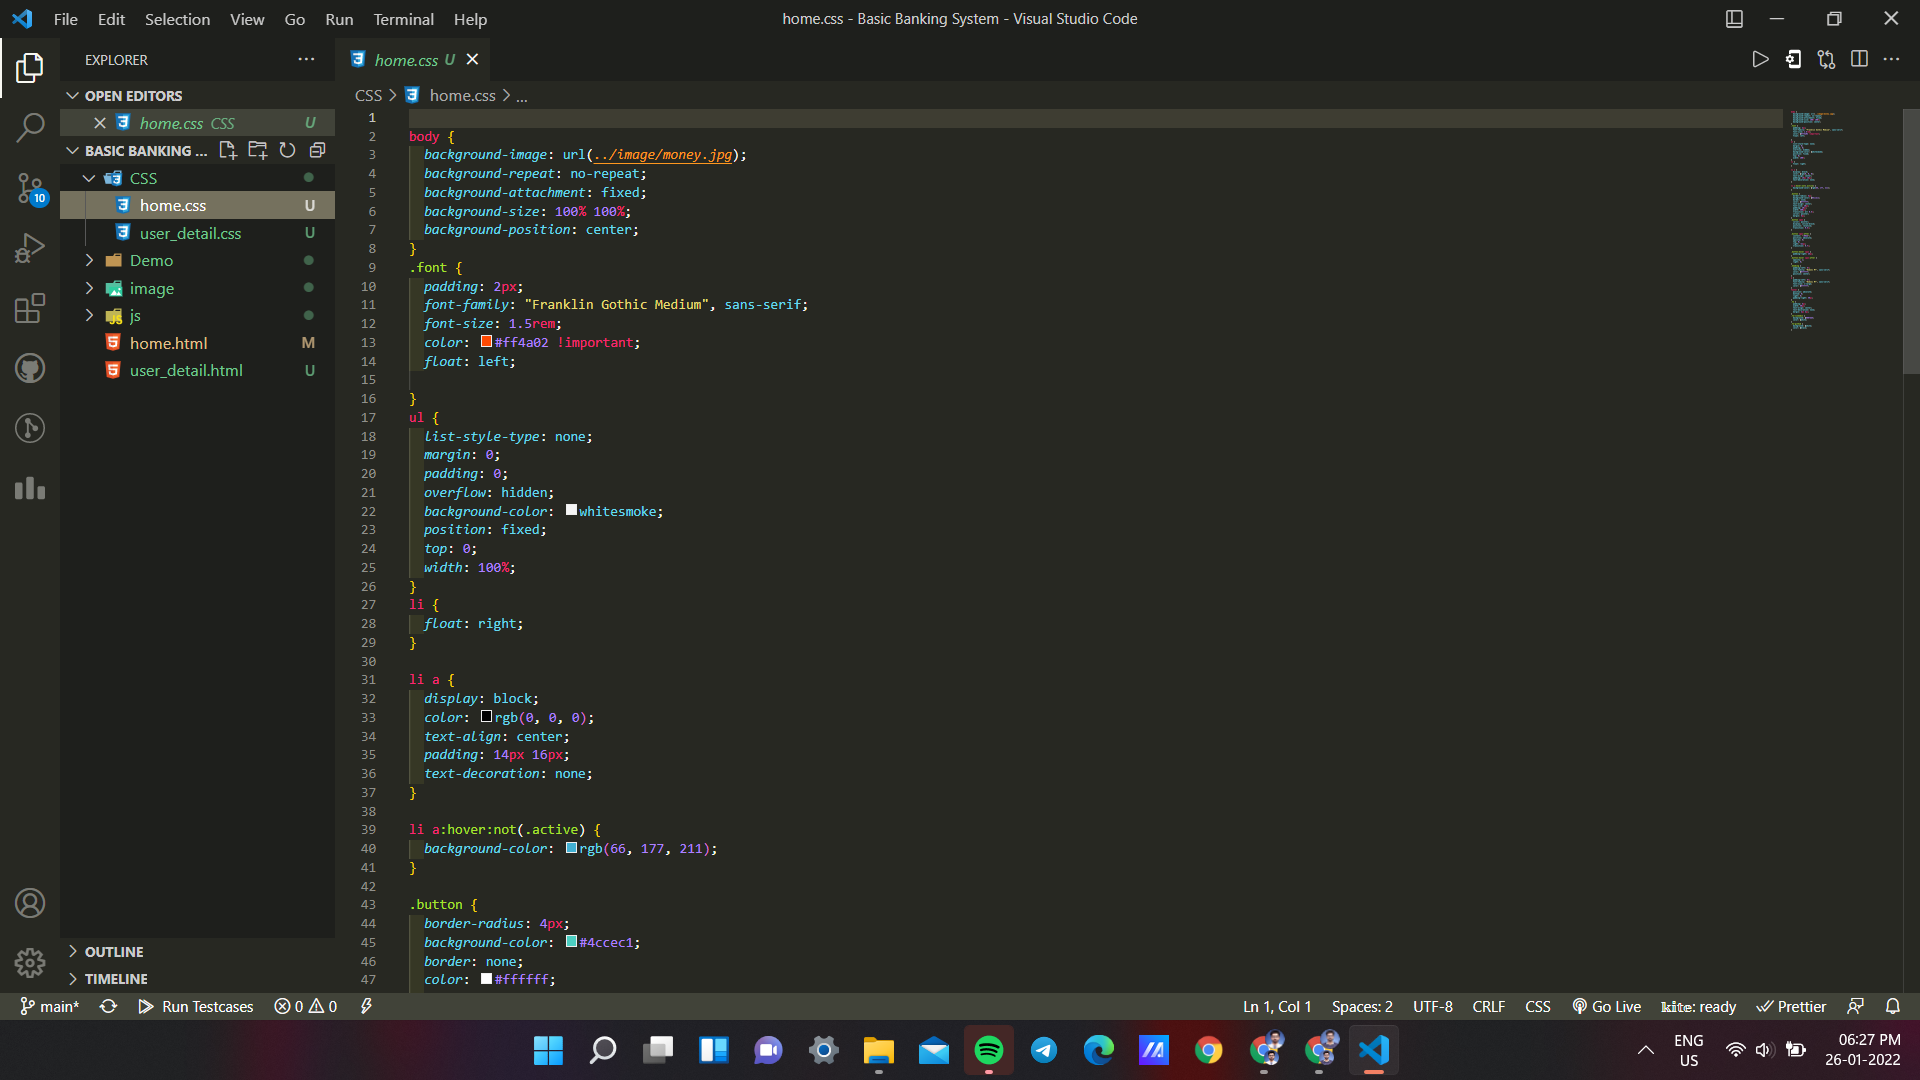 File Edit Selection View Go Run Terminal Help
home.css - Basic Banking System - Visual Studio Code
EXPLORER
OPEN EDITORS
home.css CSS U
BASIC BANKING ...
CSS
home.css U
user_detail.css U
Demo
image
js
home.html M
user_detail.html U
OUTLINE
TIMELINE
10
home.css U
CSS > home.css > ...
1
2 body {
3 background-image: url(../image/money.jpg);
4 background-repeat: no-repeat;
5 background-attachment: fixed;
6 background-size: 100% 100%;
7 background-position: center;
8 }
9 .font {
10 padding: 2px;
11 font-family: "Franklin Gothic Medium", sans-serif;
12 font-size: 1.5rem;
13 color: #ff4a02 !important;
14 float: left;
15
16 }
17 ul {
18 list-style-type: none;
19 margin: 0;
20 padding: 0;
21 overflow: hidden;
22 background-color: whitesmoke;
23 position: fixed;
24 top: 0;
25 width: 100%;
26 }
27 li {
28 float: right;
29 }
30
31 li a {
32 display: block;
33 color: rgb(0, 0, 0);
34 text-align: center;
35 padding: 14px 16px;
36 text-decoration: none;
37 }
38
39 li a:hover:not(.active) {
40 background-color: rgb(66, 177, 211);
41 }
42
43 .button {
44 border-radius: 4px;
45 background-color: #4ccec1;
46 border: none;
47 color: #ffffff;
main* Run Testcases 0 0 Ln 1, Col 1 Spaces: 2 UTF-8 CRLF CSS Go Live kite: ready Prettier
ENG
US
06:27 PM
26-01-2022